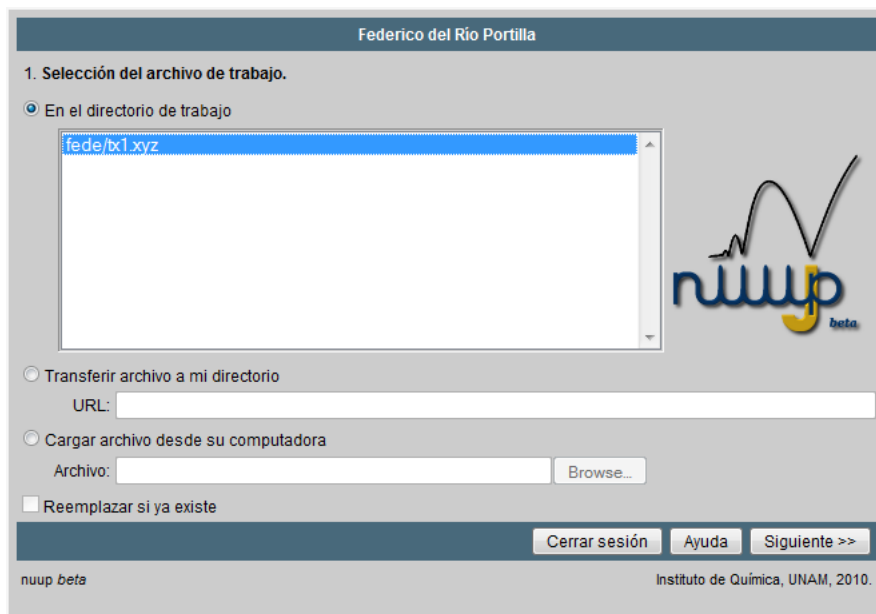 Federico del Río Portilla
1. Selección del archivo de trabajo.
En el directorio de trabajo
fede/tx1.xyz
nuup
beta
Transferir archivo a mi directorio
URL:
Cargar archivo desde su computadora
Archivo: Browse...
Reemplazar si ya existe
Cerrar sesión Ayuda Siguiente >>
nuup beta Instituto de Química, UNAM, 2010.